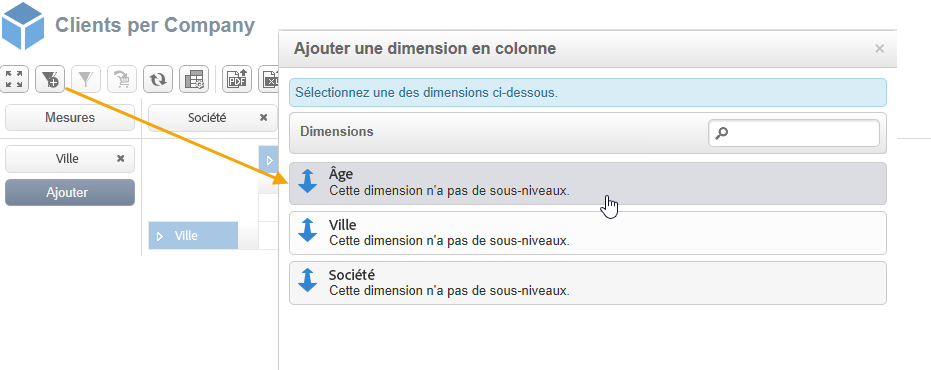 Clients per Company
Ajouter une dimension en colonne
×
Sélectionnez une des dimensions ci-dessous.
PDF
Mesures
Société ×
Dimensions
Ville ×
Ajouter
Âge
Cette dimension n'a pas de sous-niveaux.
Ville
Ville
Cette dimension n'a pas de sous-niveaux.
Société
Cette dimension n'a pas de sous-niveaux.